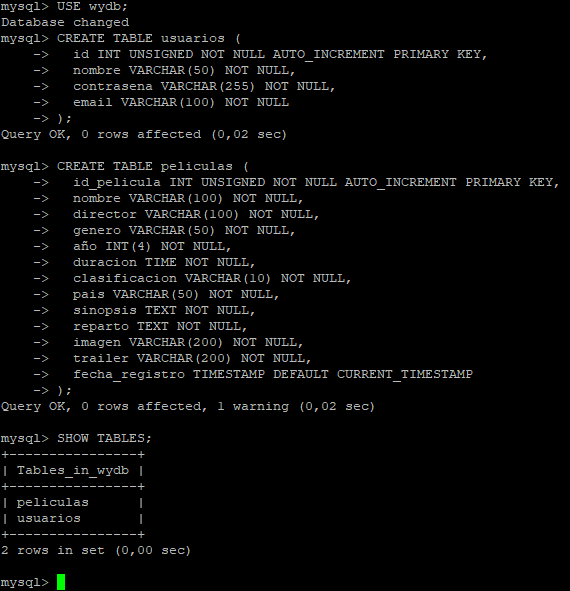 mysql> USE wydb;
Database changed
mysql> CREATE TABLE usuarios (
    ->   id INT UNSIGNED NOT NULL AUTO_INCREMENT PRIMARY KEY,
    ->   nombre VARCHAR(50) NOT NULL,
    ->   contrasena VARCHAR(255) NOT NULL,
    ->   email VARCHAR(100) NOT NULL
    -> );
Query OK, 0 rows affected (0,02 sec)

mysql> CREATE TABLE peliculas (
    ->   id_pelicula INT UNSIGNED NOT NULL AUTO_INCREMENT PRIMARY KEY,
    ->   nombre VARCHAR(100) NOT NULL,
    ->   director VARCHAR(100) NOT NULL,
    ->   genero VARCHAR(50) NOT NULL,
    ->   año INT(4) NOT NULL,
    ->   duracion TIME NOT NULL,
    ->   clasificacion VARCHAR(10) NOT NULL,
    ->   pais VARCHAR(50) NOT NULL,
    ->   sinopsis TEXT NOT NULL,
    ->   reparto TEXT NOT NULL,
    ->   imagen VARCHAR(200) NOT NULL,
    ->   trailer VARCHAR(200) NOT NULL,
    ->   fecha_registro TIMESTAMP DEFAULT CURRENT_TIMESTAMP
    -> );
Query OK, 0 rows affected, 1 warning (0,02 sec)

mysql> SHOW TABLES;
+----------------+
| Tables_in_wydb |
+----------------+
| peliculas      |
| usuarios       |
+----------------+
2 rows in set (0,00 sec)

mysql>